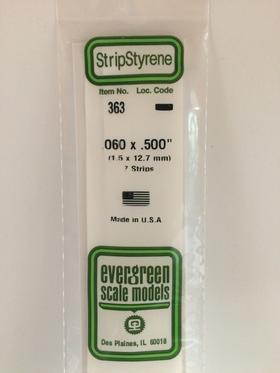 StripStyrene
Item No. Loc. Code
363
060 x .500"
(1.5 x 12.7 mm)
7 Strips
Made in U.S.A
evergreen
scale models
Des Plaines, IL 60018